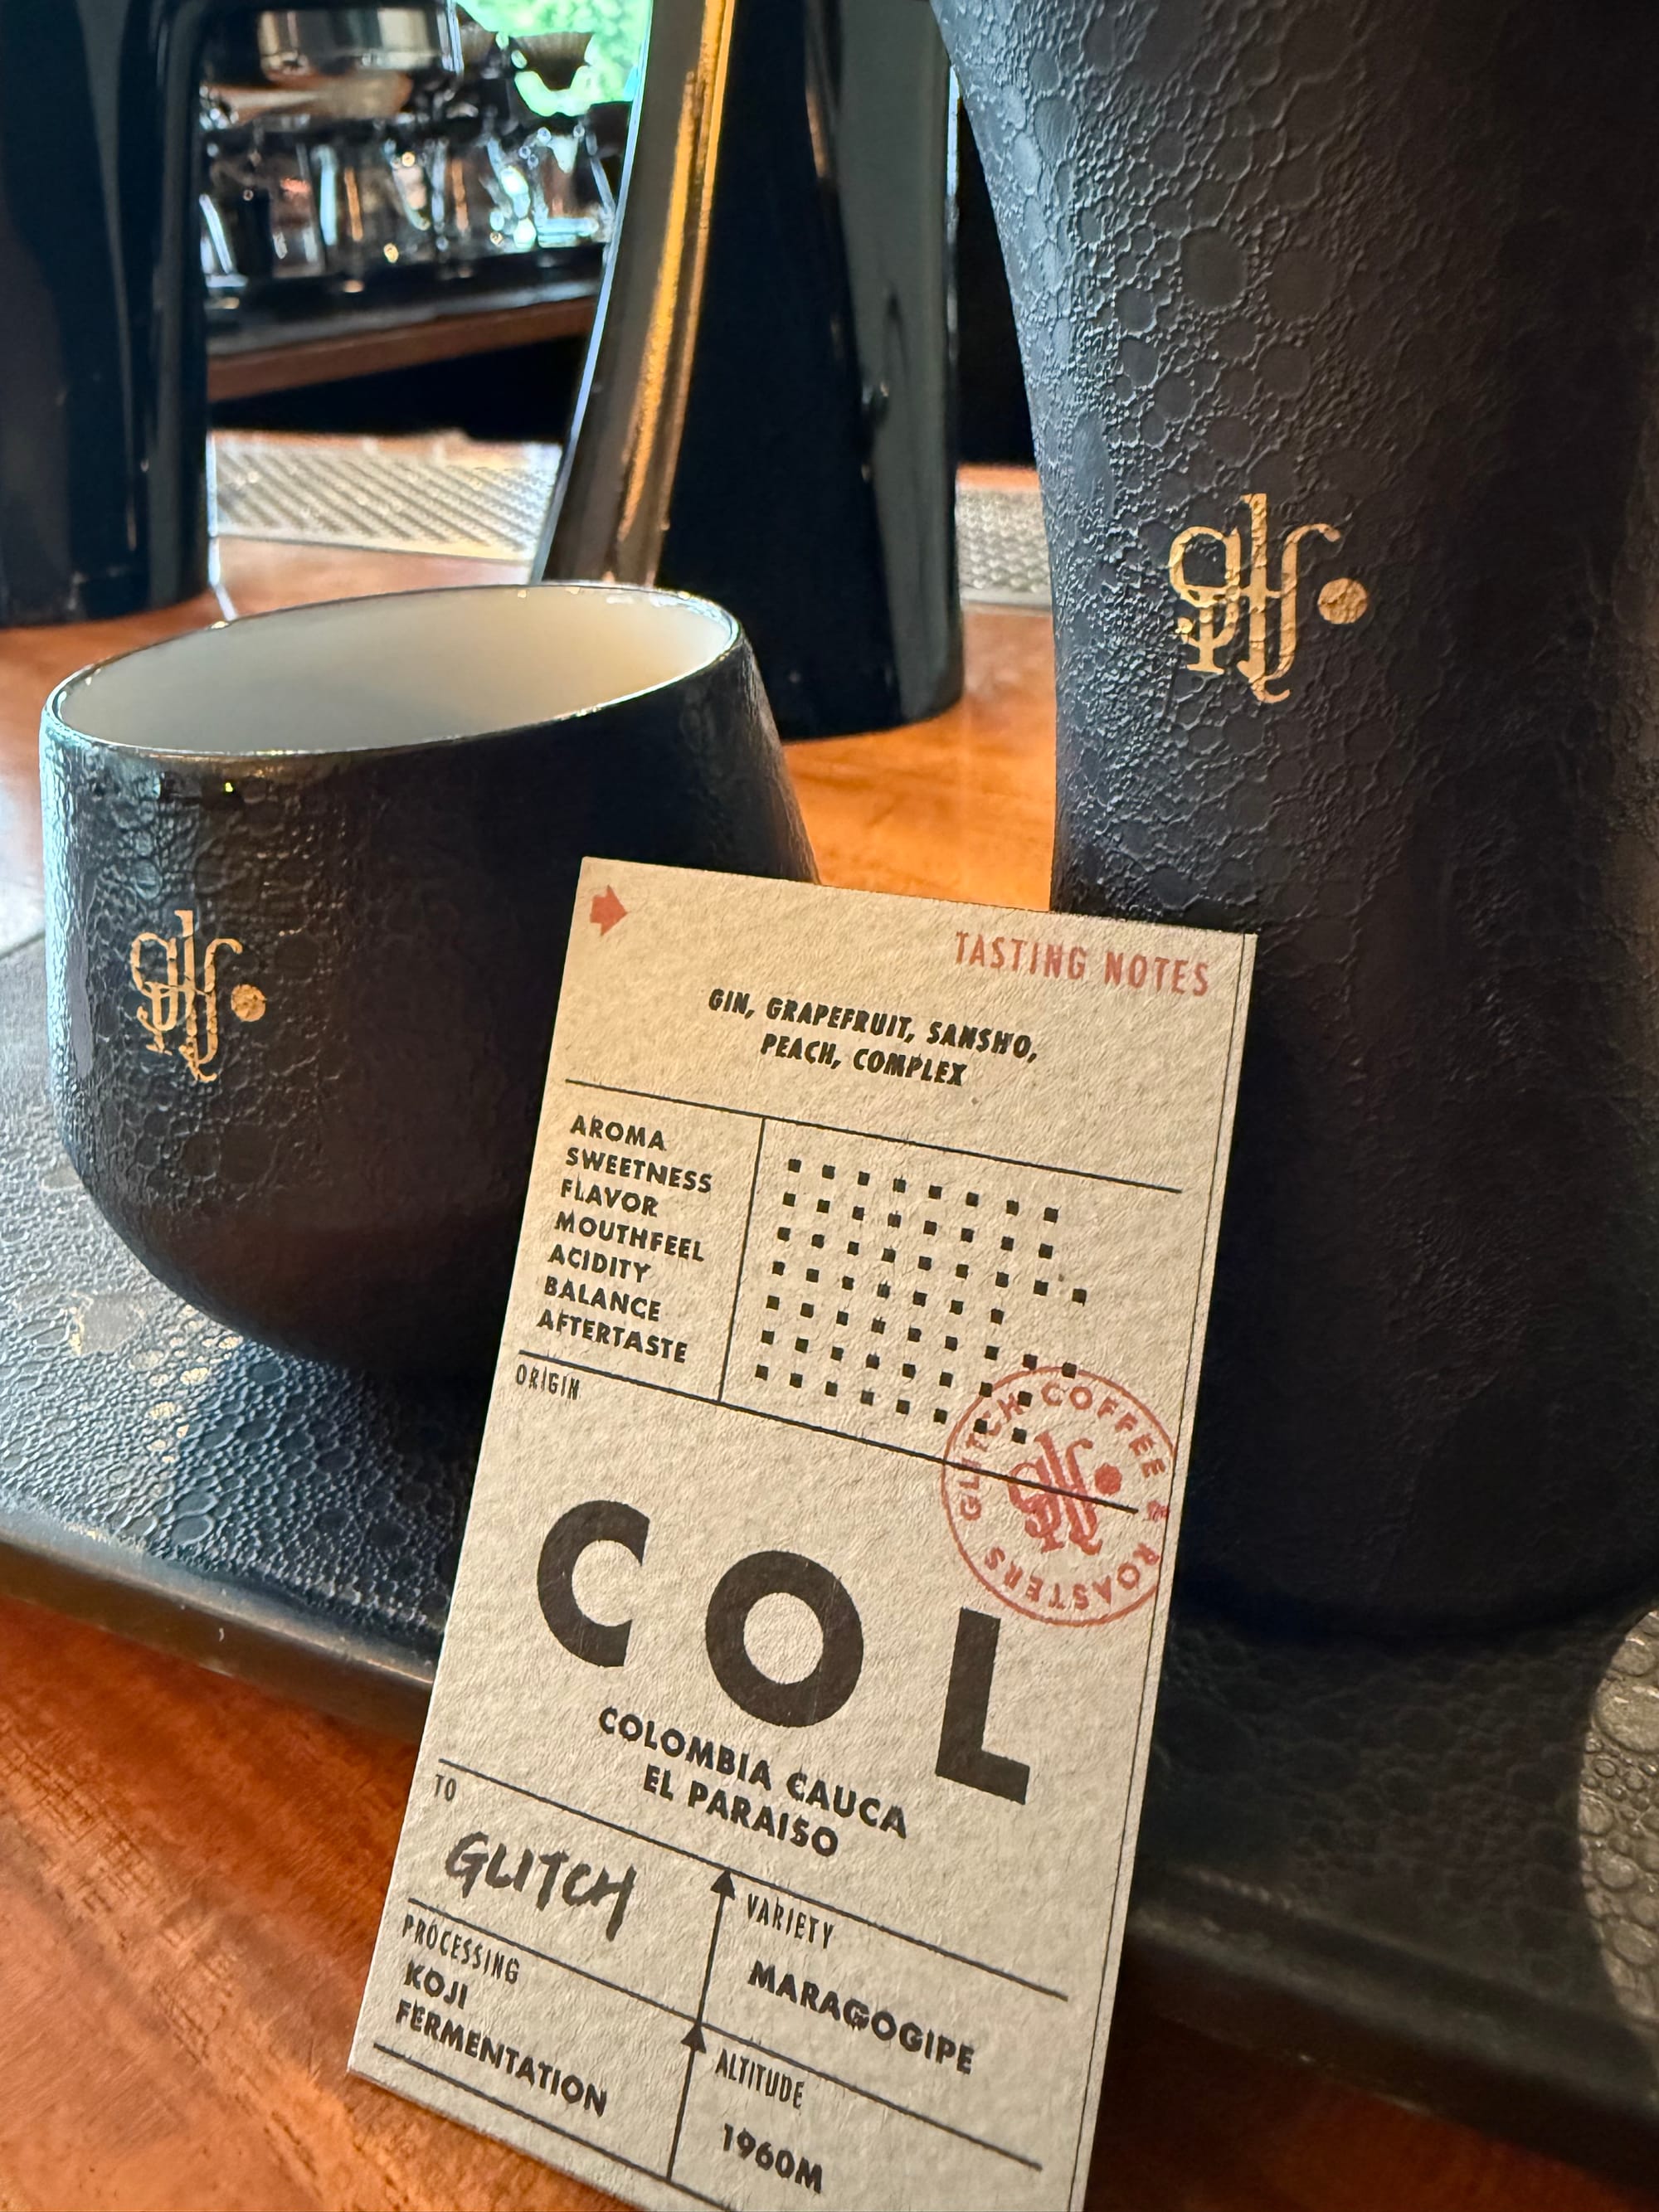 TASTING NOTES
GIN, GRAPEFRUIT, SANSHO,
PEACH, COMPLEX
AROMA
SWEETNESS
FLAVOR
MOUTHFEEL
ACIDITY
BALANCE
AFTERTASTE
GLITCH COFFEE & ROASTERS
ORIGIN
COL
COLOMBIA CAUCA
EL PARAISO
TO
GLITCH
VARIETY
MARAGOGIPE
PROCESSING
KOJI
FERMENTATION
ALTITUDE
1960M